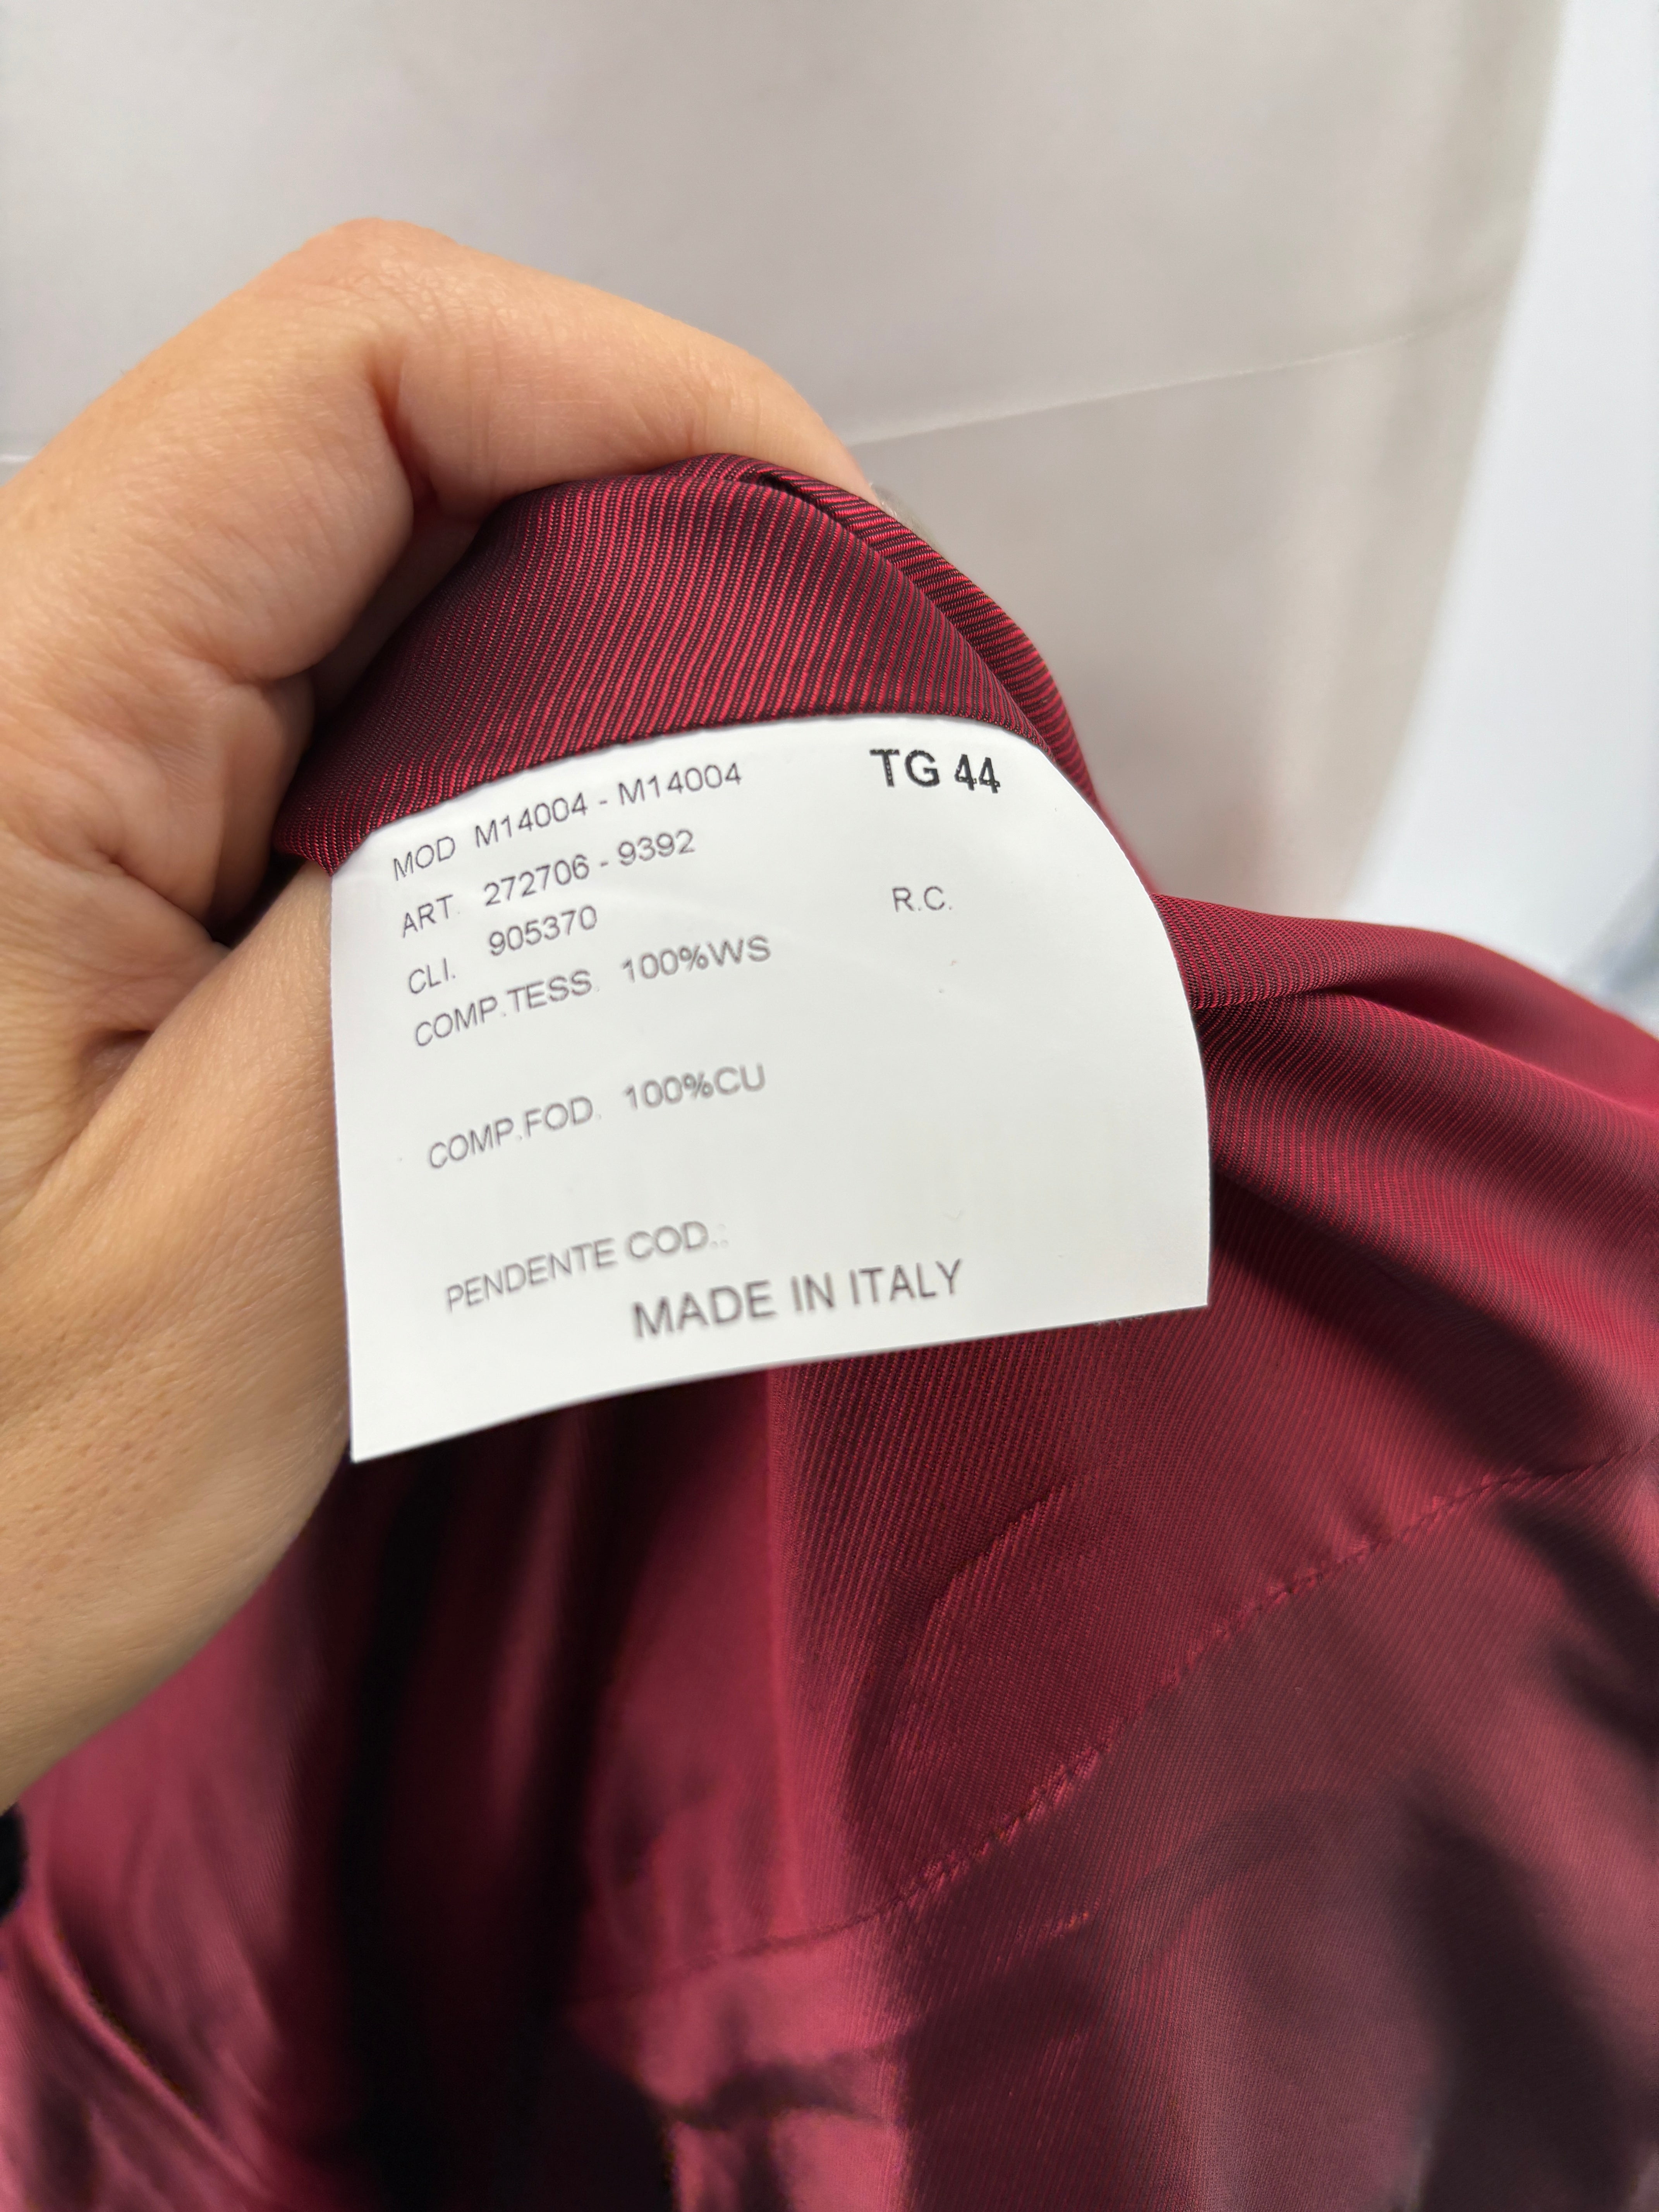 MOD M14004 - M14004 TG 44
ART. 272706 - 9392
905370 R.C.
CLI.
COMP.TESS. 100%WS
COMP.FOD. 100%CU
PENDENTE COD.:
MADE IN ITALY